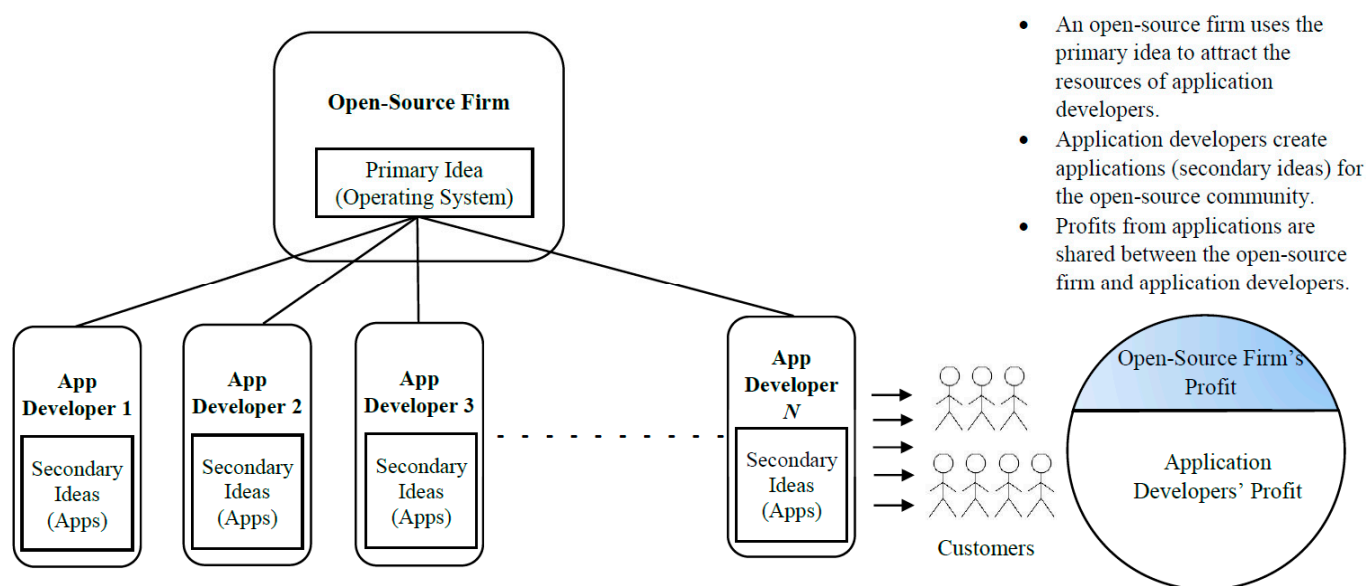 Open-Source Firm
Primary Idea
(Operating System)
• An open-source firm uses the
primary idea to attract the
resources of application
developers.
• Application developers create
applications (secondary ideas) for
the open-source community.
• Profits from applications are
shared between the open-source
firm and application developers.
App
Developer 1
Secondary
Ideas
(Apps)
App
Developer 2
Secondary
Ideas
(Apps)
App
Developer 3
Secondary
Ideas
(Apps)
App
Developer
N
Secondary
Ideas
(Apps)
Customers
Open-Source Firm's
Profit
Application
Developers' Profit